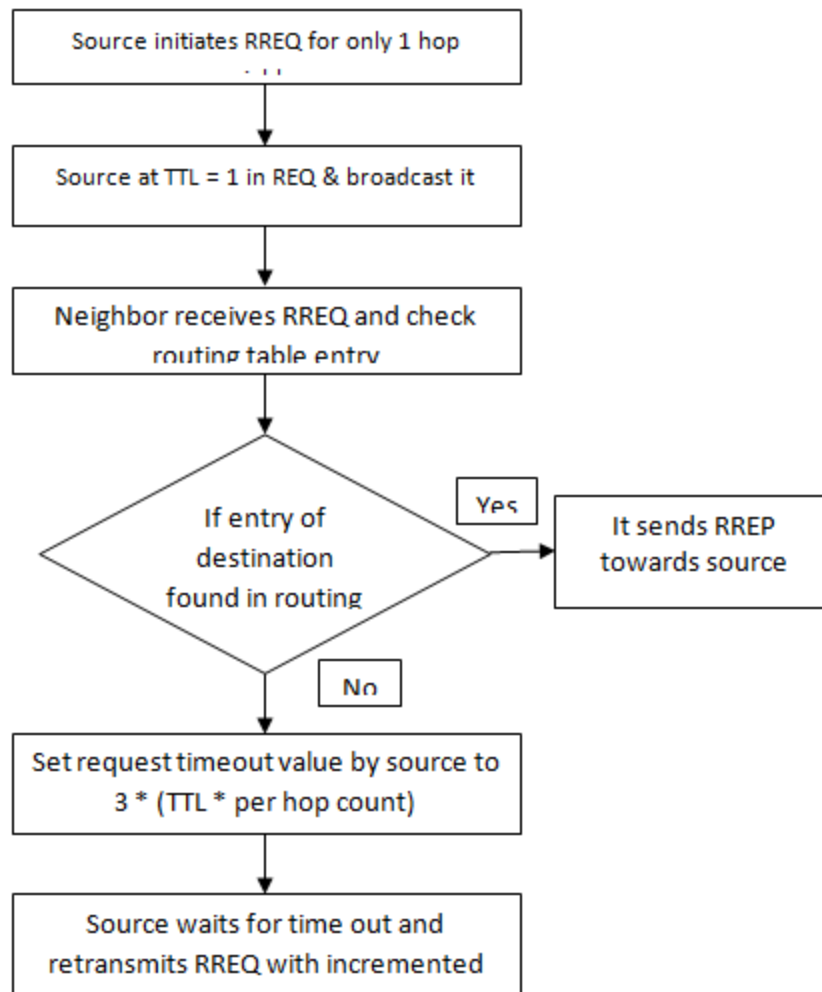 Source initiates RREQ for only 1 hop
Source at TTL = 1 in REQ & broadcast it
Neighbor receives RREQ and check
routing table entry
If entry of
destination
found in routing
Yes
It sends RREP
towards source
No
Set request timeout value by source to
3 * (TTL * per hop count)
Source waits for time out and
retransmits RREQ with incremented